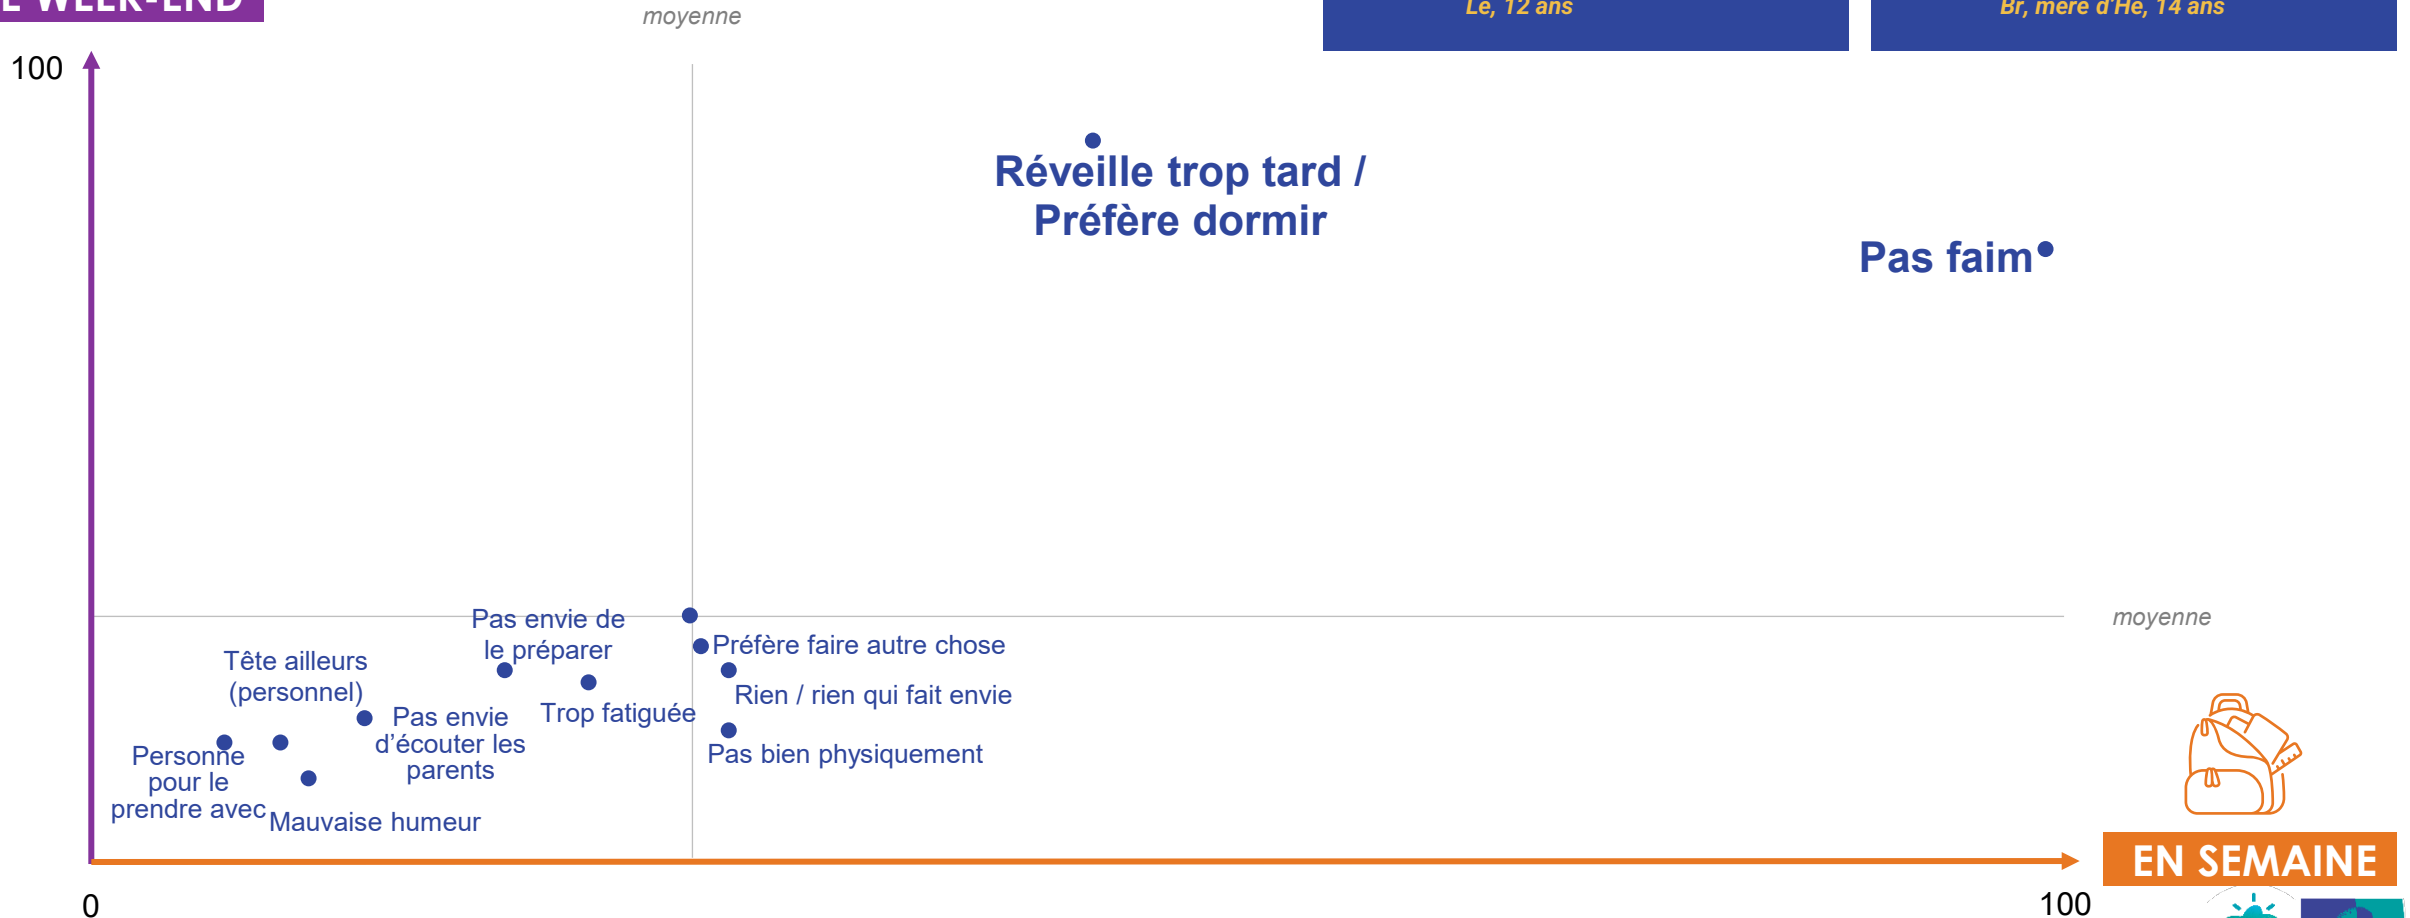 E WEEK-END
moyenne
Le, 12 ans
Br, mère d'He, 14 ans
100
Réveille trop tard /
Préfère dormir
Pas faim
moyenne
Pas envie de
le préparer
Préfère faire autre chose
Tête ailleurs
(personnel)
Rien / rien qui fait envie
Trop fatiguée
Pas envie
d’écouter les
parents
Pas bien physiquement
Personne
pour le
prendre avec
Mauvaise humeur
EN SEMAINE
0
100